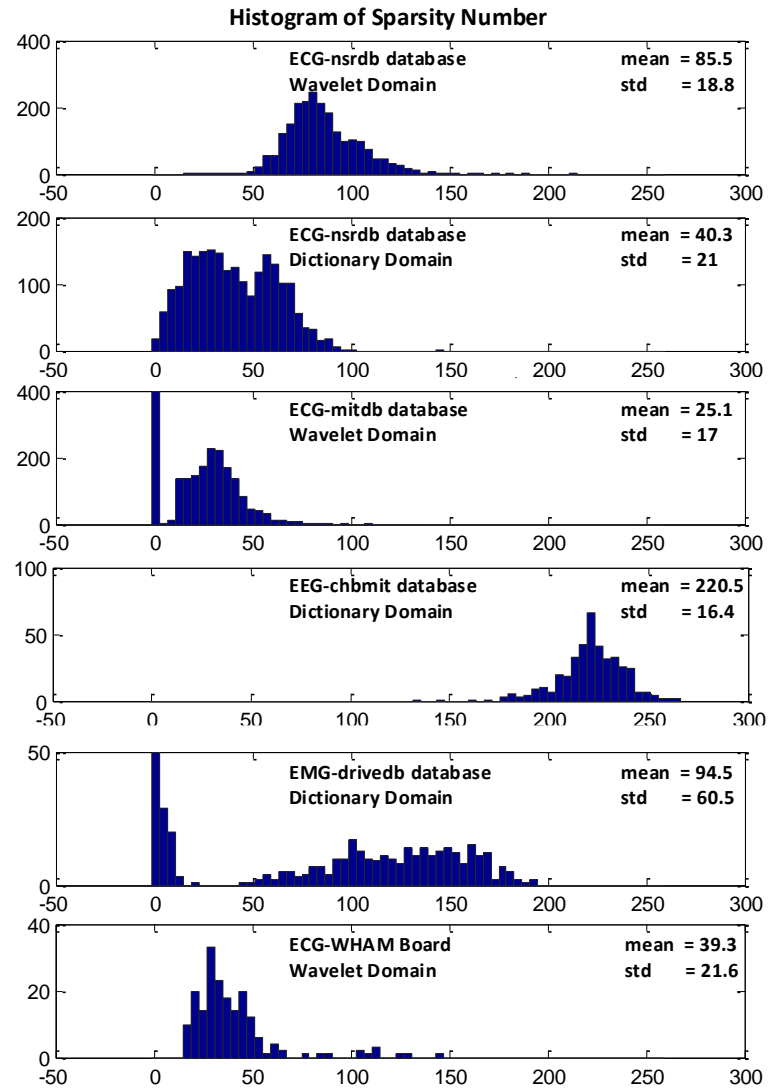 Histogram of Sparsity Number
400
ECG-nsrdb database mean = 85.5
Wavelet Domain std = 18.8
200
0
-50 0 50 100 150 200 250 300
200
ECG-nsrdb database mean = 40.3
Dictionary Domain std = 21
100
0
-50 0 50 100 150 200 250 300
400
ECG-mitdb database mean = 25.1
Wavelet Domain std = 17
200
0
-50 0 50 100 150 200 250 300
100
EEG-chbmit database mean = 220.5
Dictionary Domain std = 16.4
50
0
-50 0 50 100 150 200 250 300
50
EMG-drivedb database mean = 94.5
Dictionary Domain std = 60.5
0
-50 0 50 100 150 200 250 300
40
ECG-WHAM Board mean = 39.3
Wavelet Domain std = 21.6
20
0
-50 0 50 100 150 200 250 300